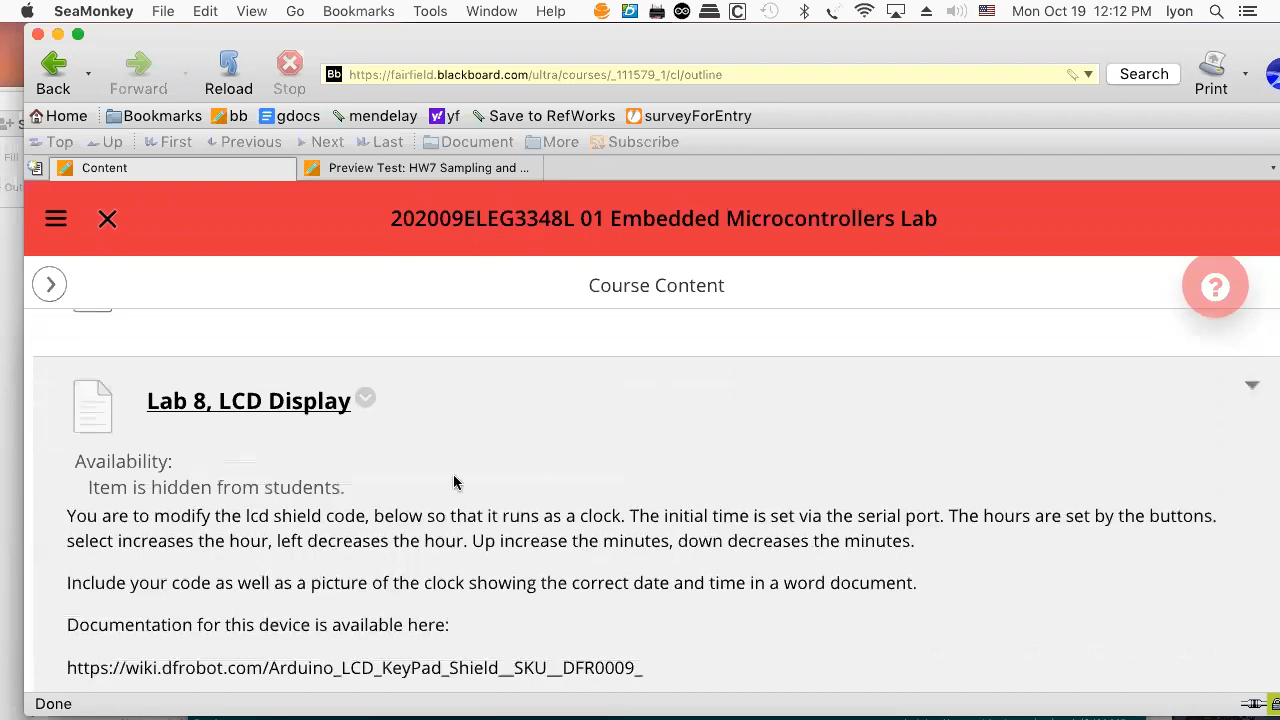 SeaMonkey File Edit View Go Bookmarks Tools Window Help Mon Oct 19 12:12 PM lyon
Back Forward Reload Stop Bb https://fairfield.blackboard.com/ultra/courses/_111579_1/cl/outline Search Print
Home Bookmarks bb gdocs mendelay yf Save to RefWorks surveyForEntry
Top Up First Previous Next Last Document More Subscribe
Content Preview Test: HW7 Sampling and ...
202009ELEG3348L 01 Embedded Microcontrollers Lab
Course Content
Lab 8, LCD Display
Availability:
Item is hidden from students.
You are to modify the lcd shield code, below so that it runs as a clock. The initial time is set via the serial port. The hours are set by the buttons.
select increases the hour, left decreases the hour. Up increase the minutes, down decreases the minutes.
Include your code as well as a picture of the clock showing the correct date and time in a word document.
Documentation for this device is available here:
https://wiki.dfrobot.com/Arduino_LCD_KeyPad_Shield__SKU__DFR0009_
Done